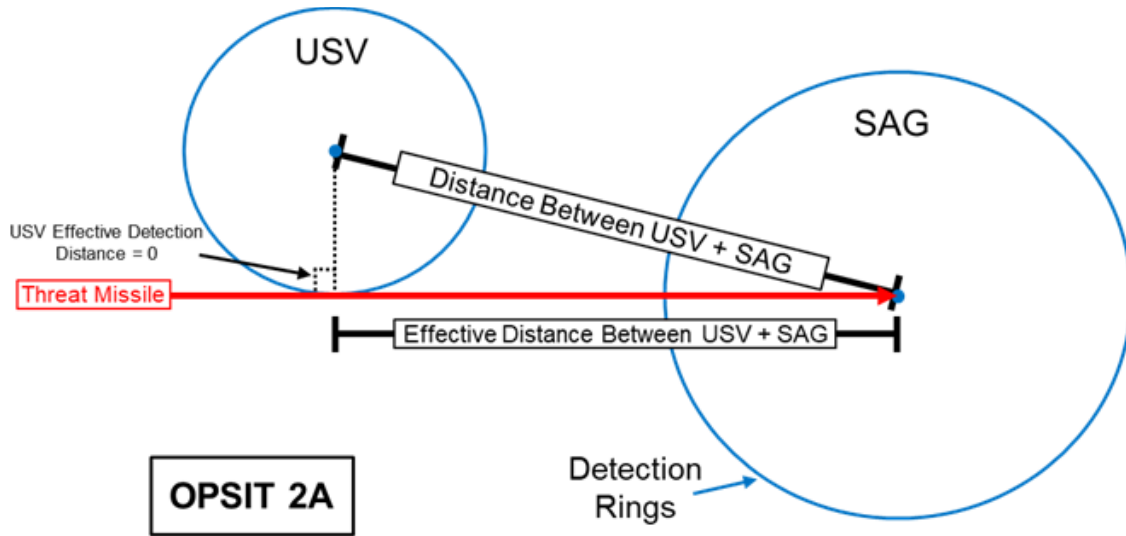 USV
SAG
Distance Between USV + SAG
USV Effective Detection
Distance = 0
Threat Missile
Effective Distance Between USV + SAG
OPSIT 2A
Detection
Rings